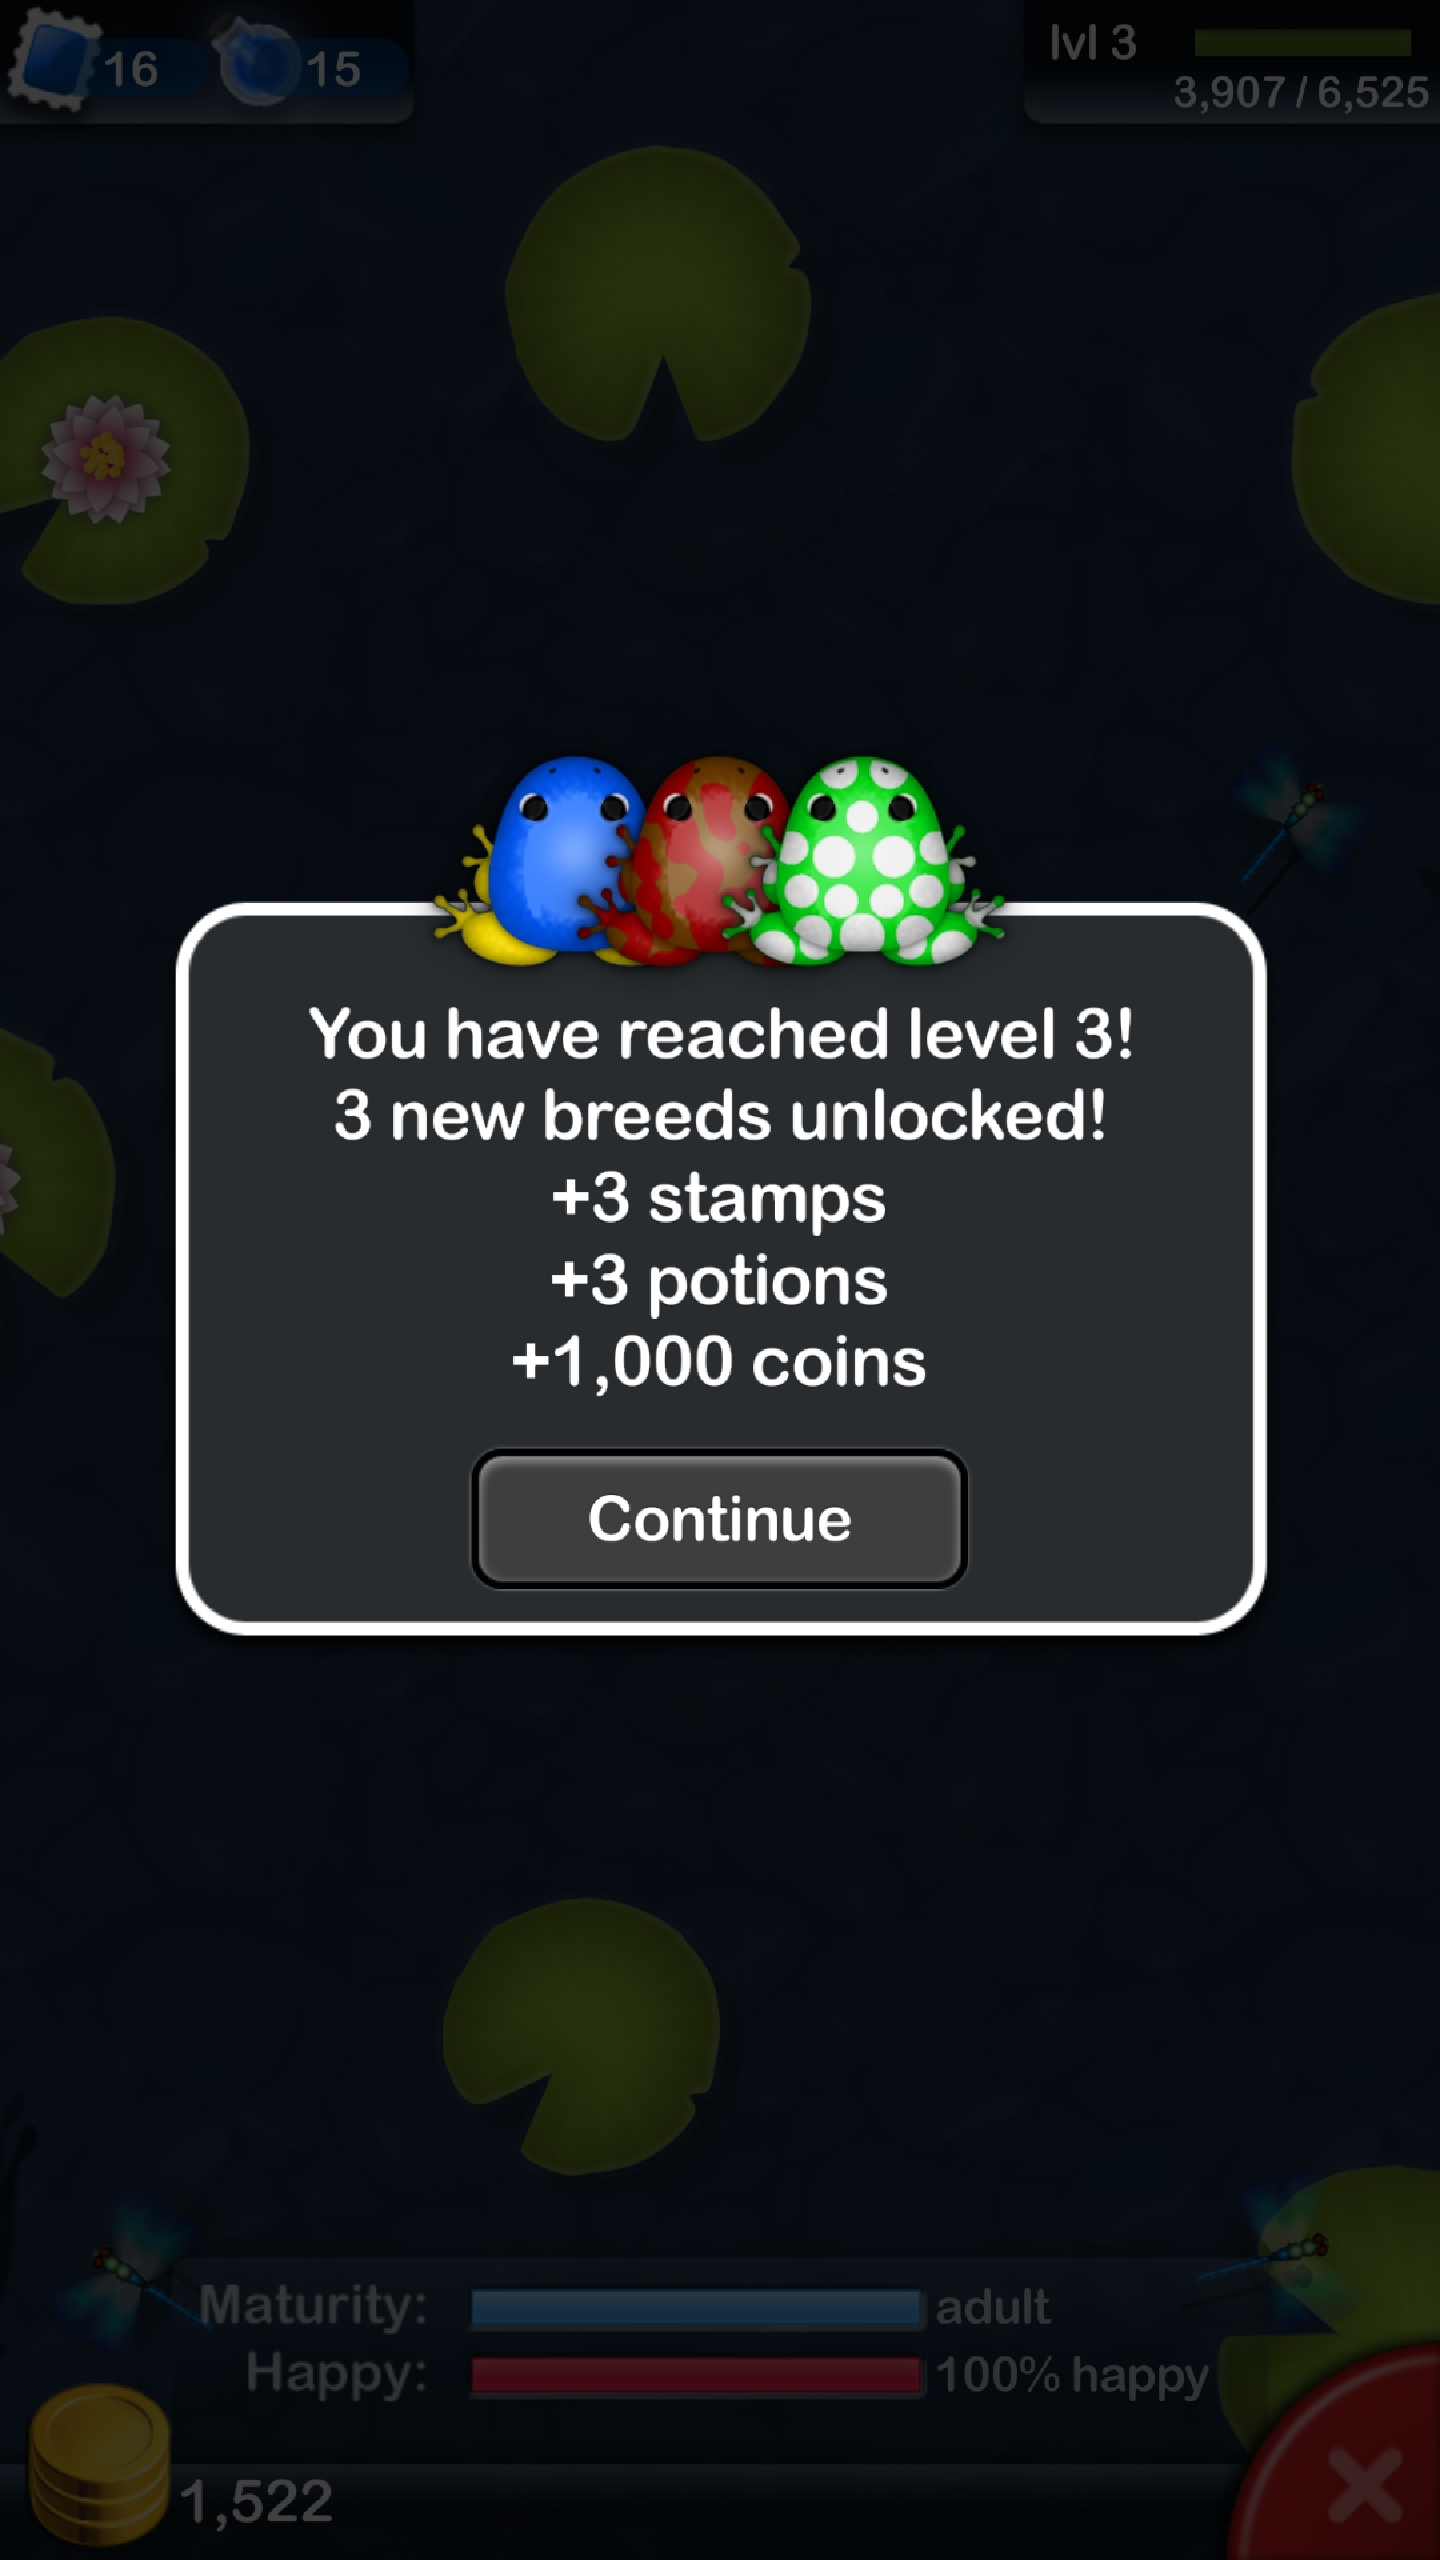 16
15
lvl 3
3,907 / 6,525
You have reached level 3!
3 new breeds unlocked!
+3 stamps
+3 potions
+1,000 coins
Continue
Maturity: adult
Happy: 100% happy
1,522